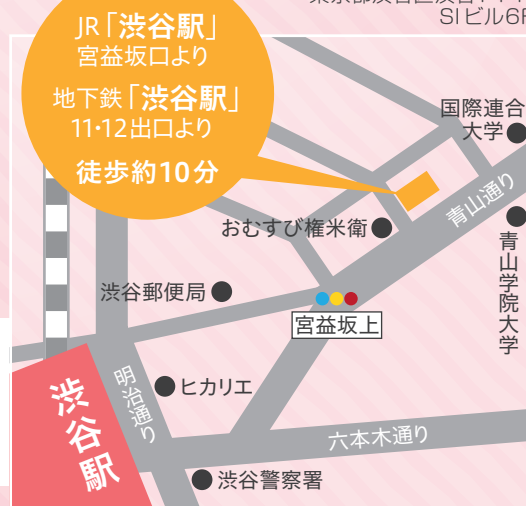 SIビル6F
JR「渋谷駅」
宮益坂口より
地下鉄「渋谷駅」
11・12出口より
徒歩約10分
国際連合
大学
青山通り
おむすび権米衛
青山学院大学
渋谷郵便局
宮益坂上
明治通り
ヒカリエ
渋谷駅
六本木通り
渋谷警察署